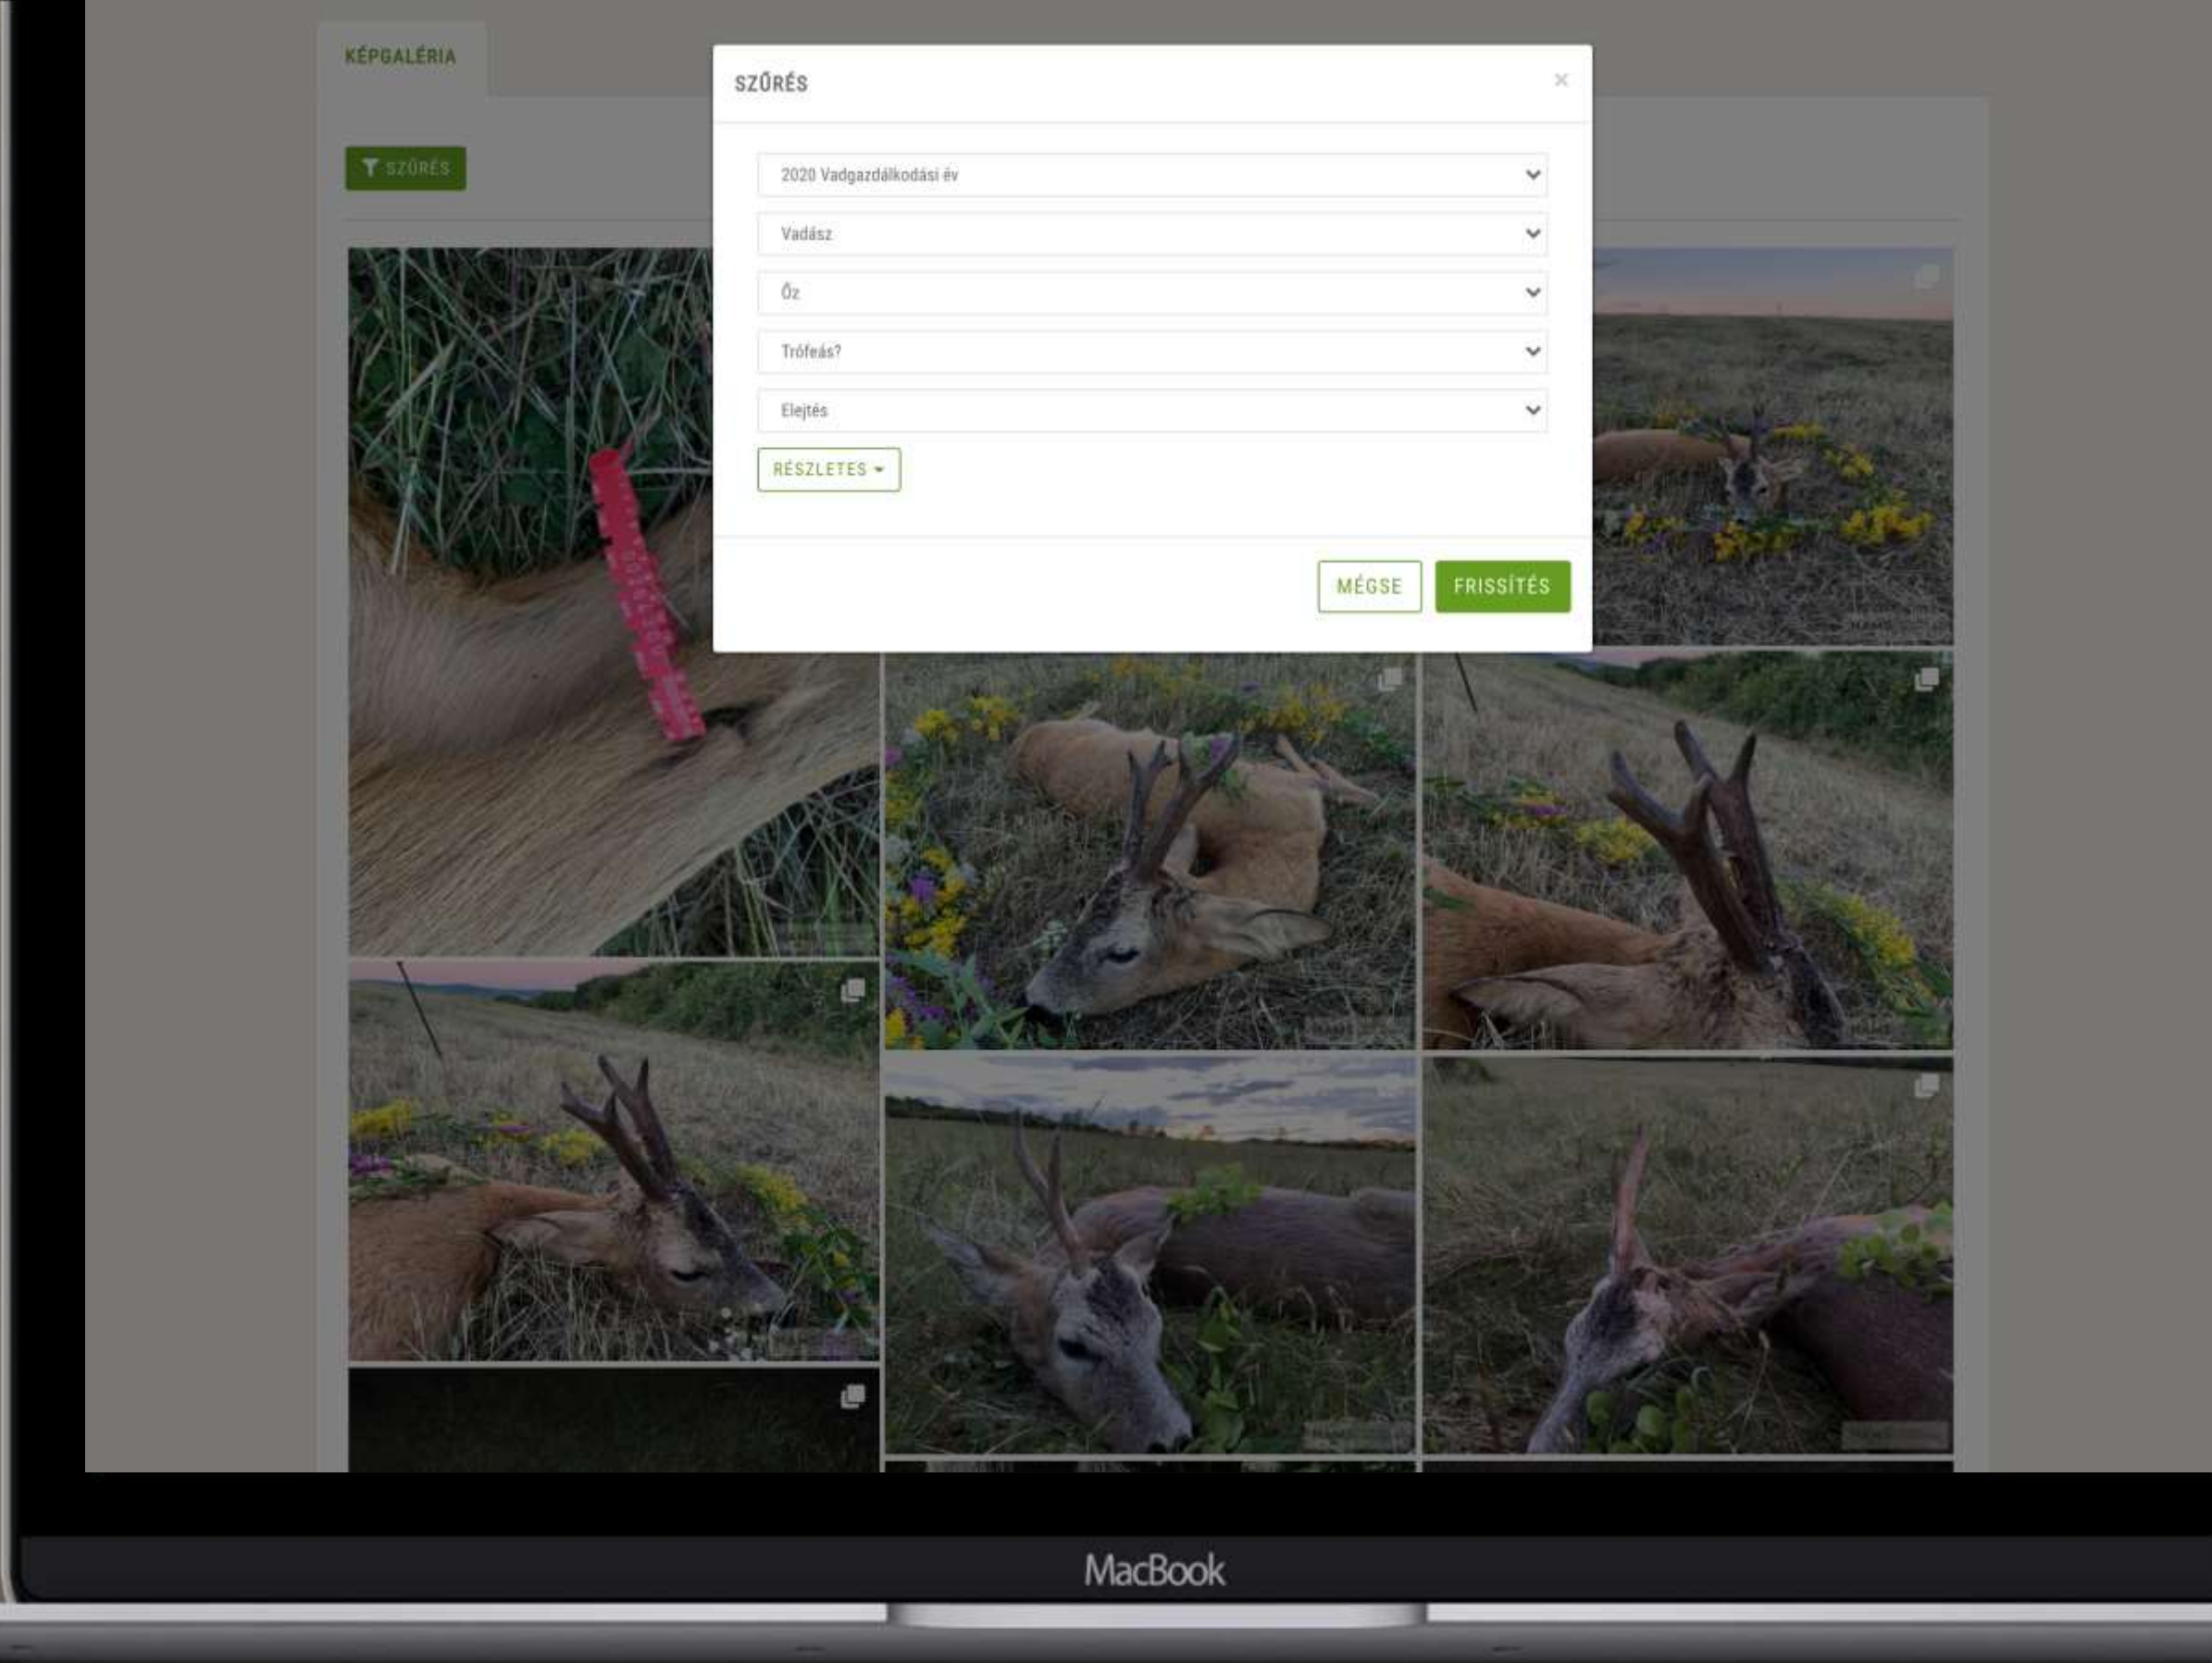 KÉPGALÉRIA
SZŰRÉS
SZŰRÉS
2020 Vadgazdálkodási év
Vadász
Őz
Trófeás?
Elejtés
RÉSZLETES
MÉGSE
FRISSÍTÉS
MacBook